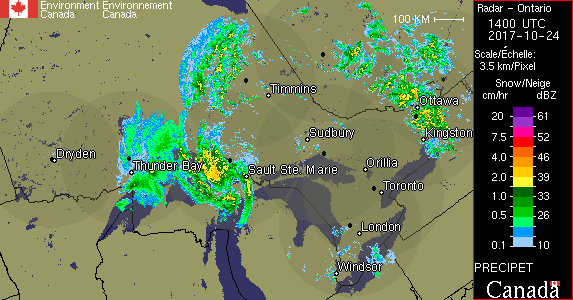 Environment Environnement
Canada Canada
100 KM
Timmins
Ottawa
Sudbury
Kingston
Dryden
Thunder Bay
Sault Ste. Marie
Orillia
Toronto
London
Windsor
Radar - Ontario
1400 UTC
2017-10-24
Scale/Échelle:
3.5 km/Pixel
Snow/Neige
cm/hr dBZ
20 61
7.5 52
4.0 46
2.0 39
1.0 33
0.5 26
0.1 10
PRECIPET
Canada